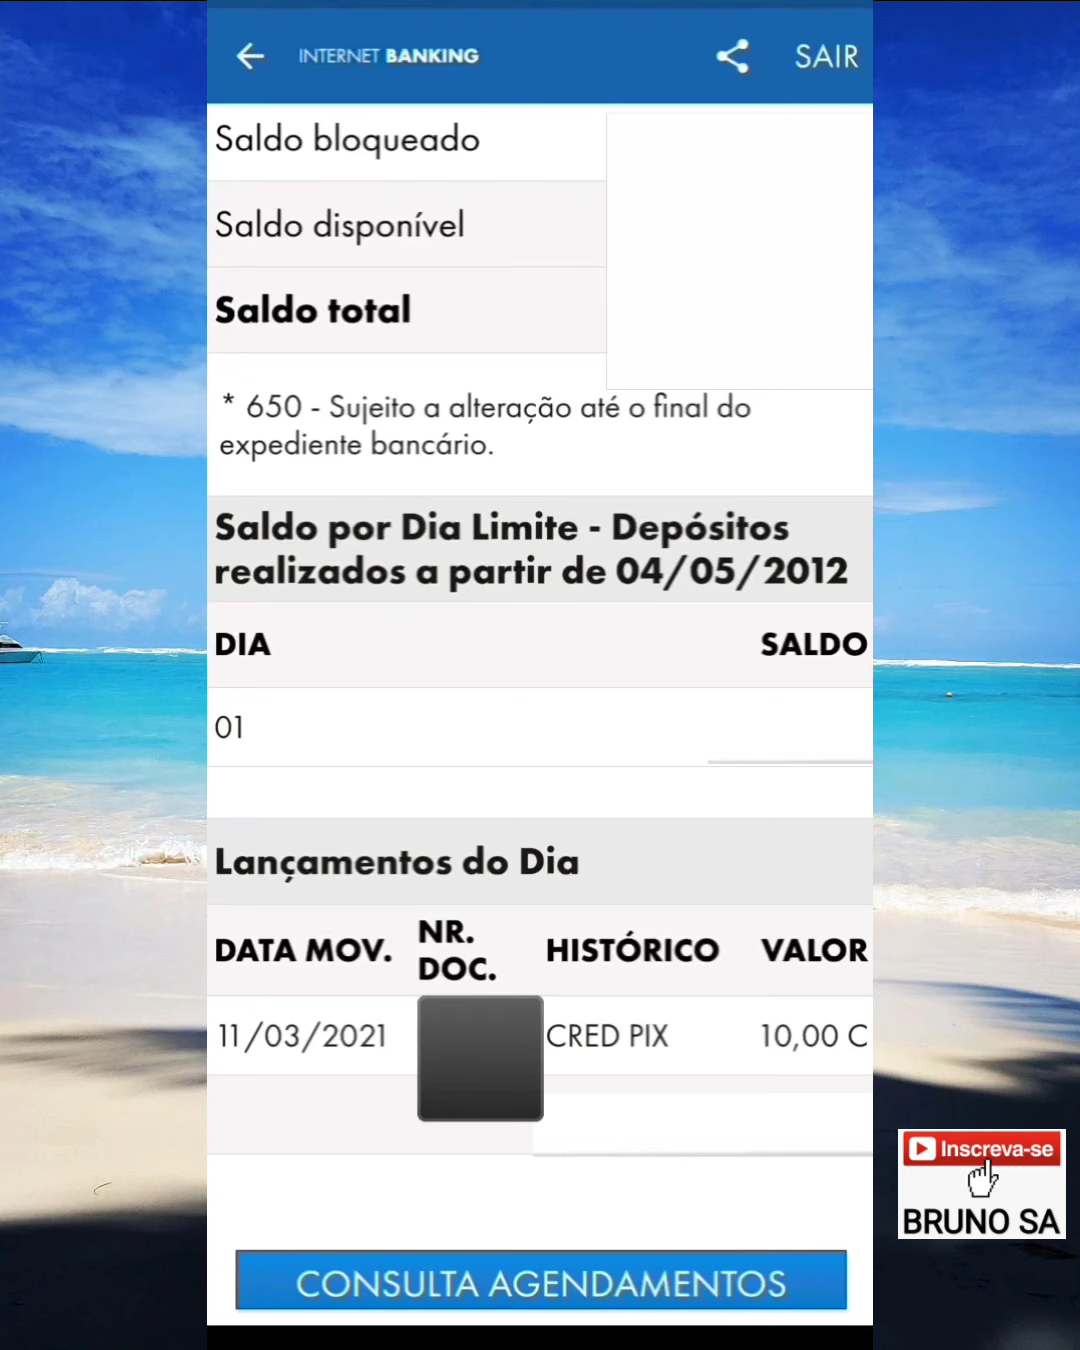 INTERNET BANKING
SAIR
Saldo bloqueado
Saldo disponível
Saldo total
* 650 - Sujeito a alteração até o final do
expediente bancário.
Saldo por Dia Limite - Depósitos
realizados a partir de 04/05/2012
DIA SALDO
01
Lançamentos do Dia
DATA MOV. NR. DOC. HISTÓRICO VALOR
11/03/2021 CRED PIX 10,00 C
Inscreva-se
BRUNO SA
CONSULTA AGENDAMENTOS